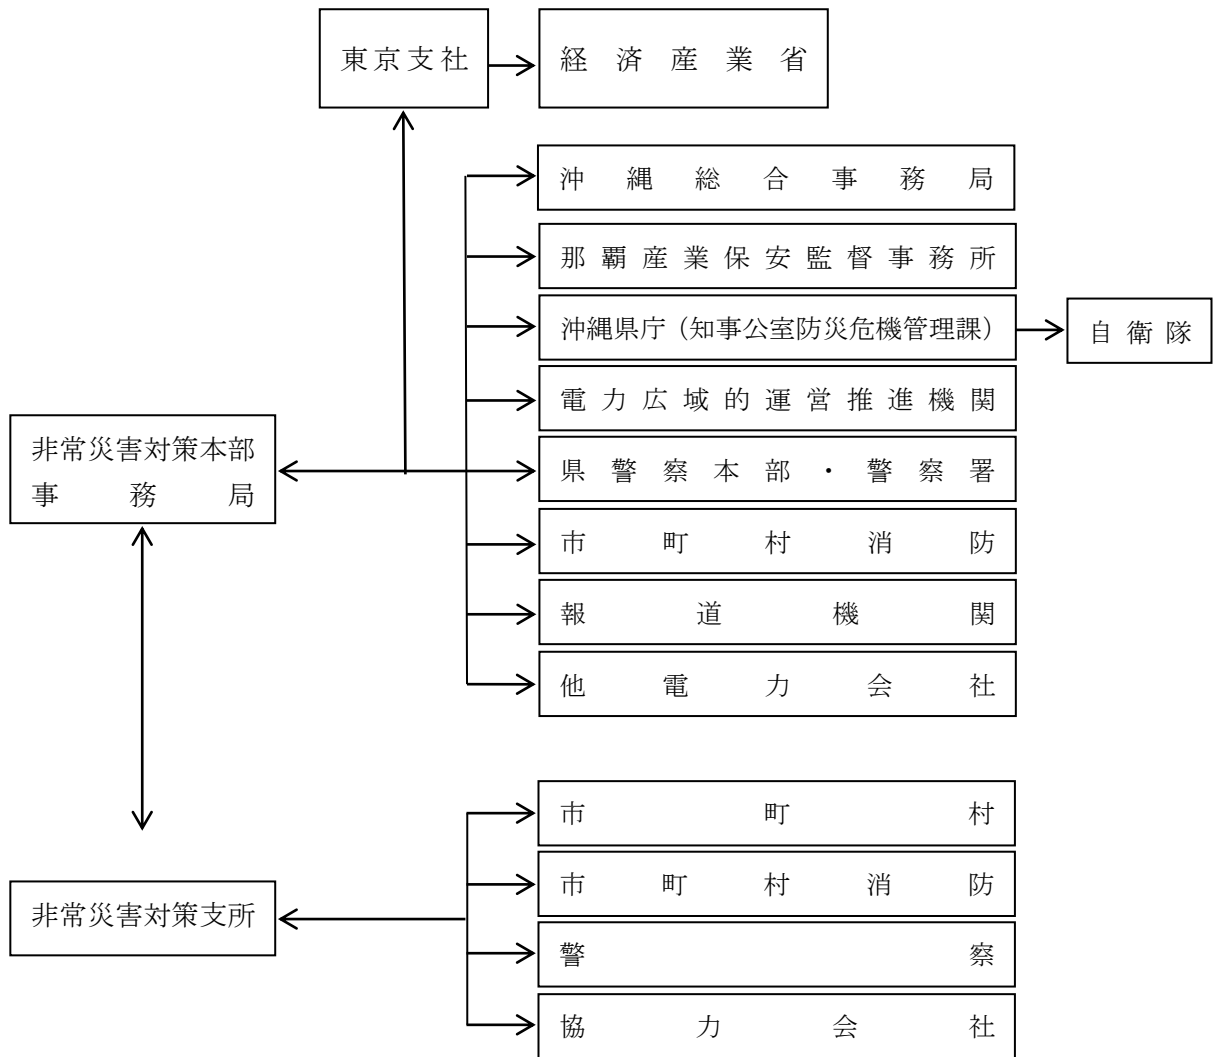 東京支社
経済産業省
沖縄総合事務局
那覇産業保安監督事務所
沖縄県庁（知事公室防災危機管理課）
自衛隊
電力広域的運営推進機関
非常災害対策本部
事務局
県警察本部・警察署
市町村消防
報道機関
他電力会社
市町村
市町村消防
非常災害対策支所
警察
協力会社